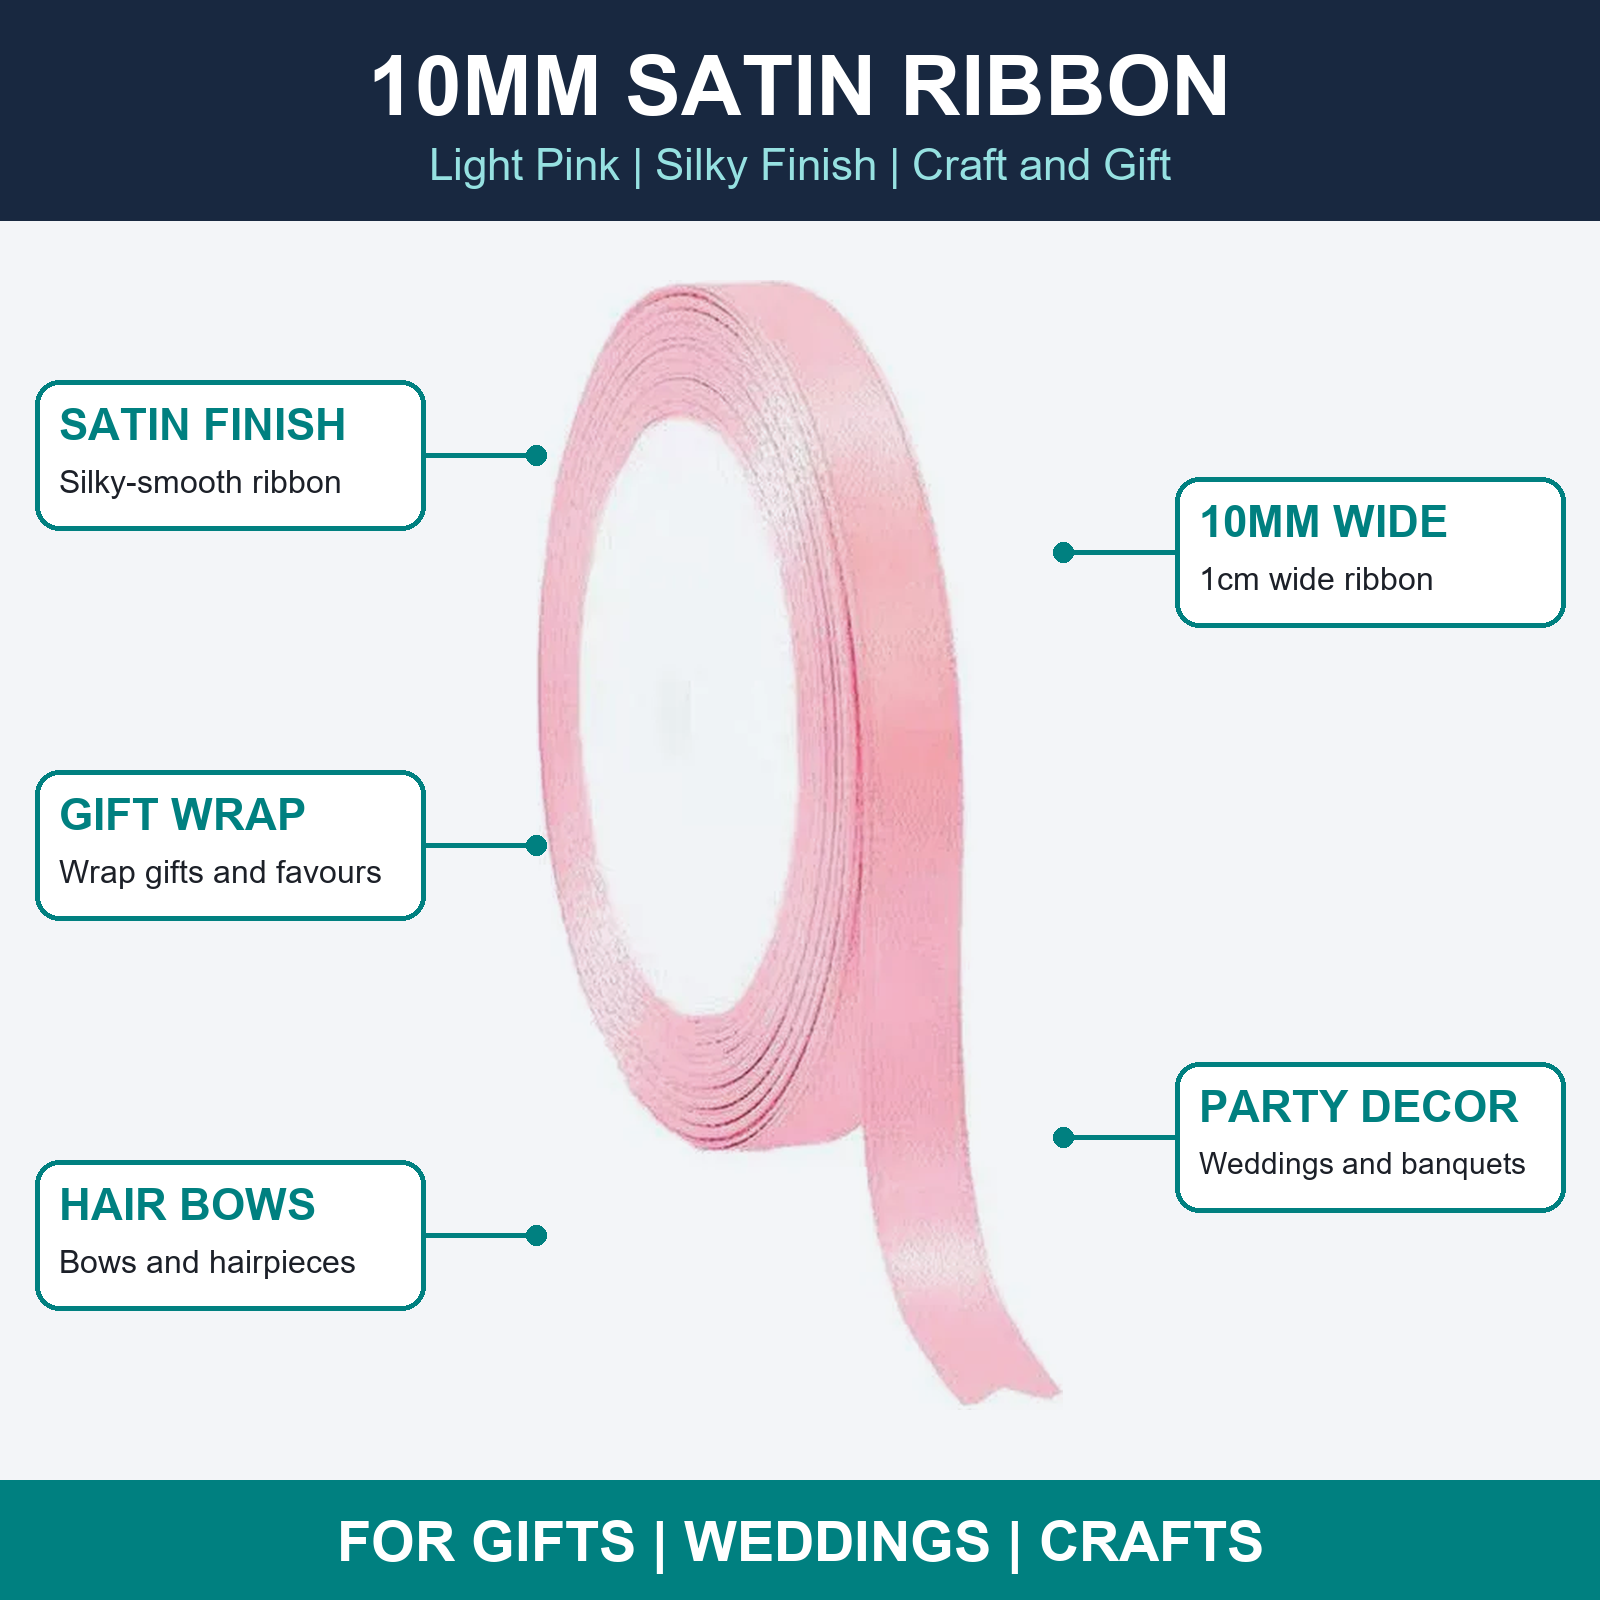 10MM SATIN RIBBON
Light Pink | Silky Finish | Craft and Gift
SATIN FINISH
Silky-smooth ribbon
10MM WIDE
1cm wide ribbon
GIFT WRAP
Wrap gifts and favours
PARTY DECOR
Weddings and banquets
HAIR BOWS
Bows and hairpieces
FOR GIFTS | WEDDINGS | CRAFTS